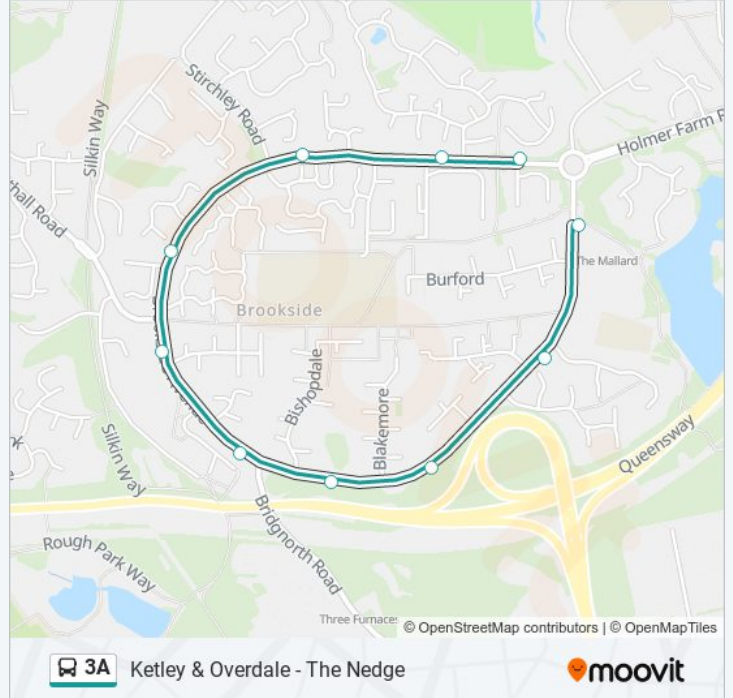 Stirchley Road
Silkin Way
Holmer Farm R
thall Road
The Mallard
Burford
Brookside
Bishopdale
Blakemore
Queensway
Silkin Way
Bridgnorth Road
Rough Park Way
Three Furnaces
© OpenStreetMap contributors | © OpenMapTiles
3A Ketley & Overdale - The Nedge
moovit